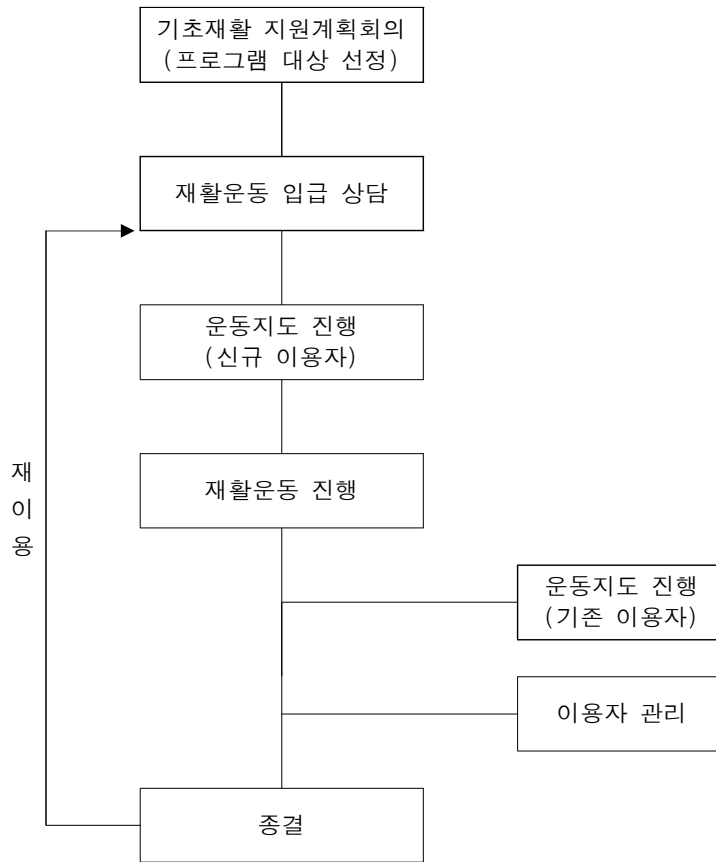 기초재활 지원계획회의
(프로그램 대상 선정)
재활운동 입급 상담
운동지도 진행
(신규 이용자)
재활운동 진행
재
이
용
운동지도 진행
(기존 이용자)
이용자 관리
종결